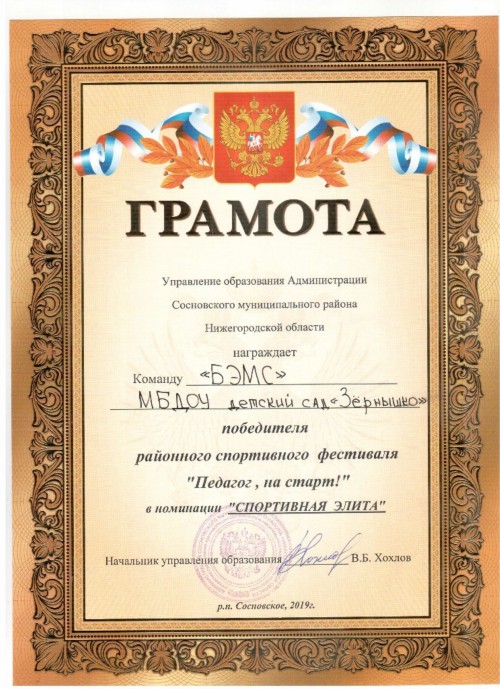 ГРАМОТА
Управление образования Администрации
Сосновского муниципального района
Нижегородской области
награждает
Команду «БЭМС»
МБДОУ детский сад «Зёрнышко»
победителя
районного спортивного фестиваля
"Педагог , на старт!"
в номинации "СПОРТИВНАЯ ЭЛИТА"
Начальник управления образования В.Б. Хохлов
р.п. Сосновское, 2019г.